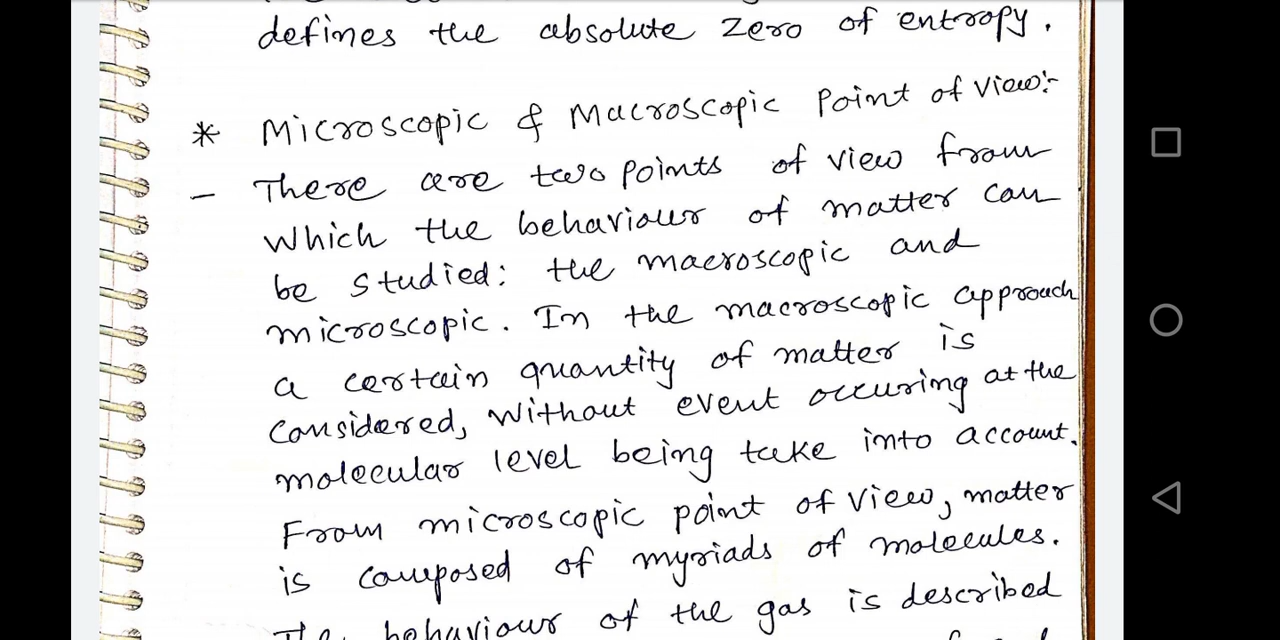 defines the absolute zero of entropy.
* Microscopic & Macroscopic Point of View:-
- There are two points of view from
which the behaviour of matter can
be studied: the macroscopic and
microscopic. In the macroscopic approach
a certain quantity of matter is
considered, without event occuring at the
molecular level being take into account.
From microscopic point of view, matter
is composed of myriads of molecules.
The behaviour of the gas is described